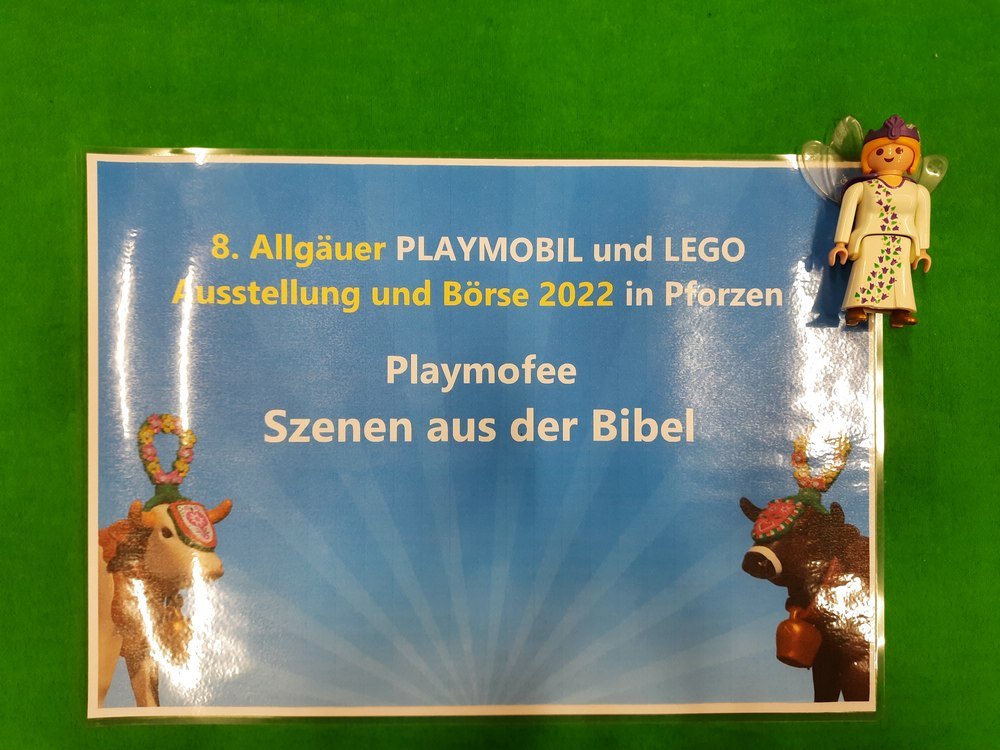 8. Allgäuer PLAYMOBIL und LEGO
Ausstellung und Börse 2022 in Pforzen
Playmofee
Szenen aus der Bibel